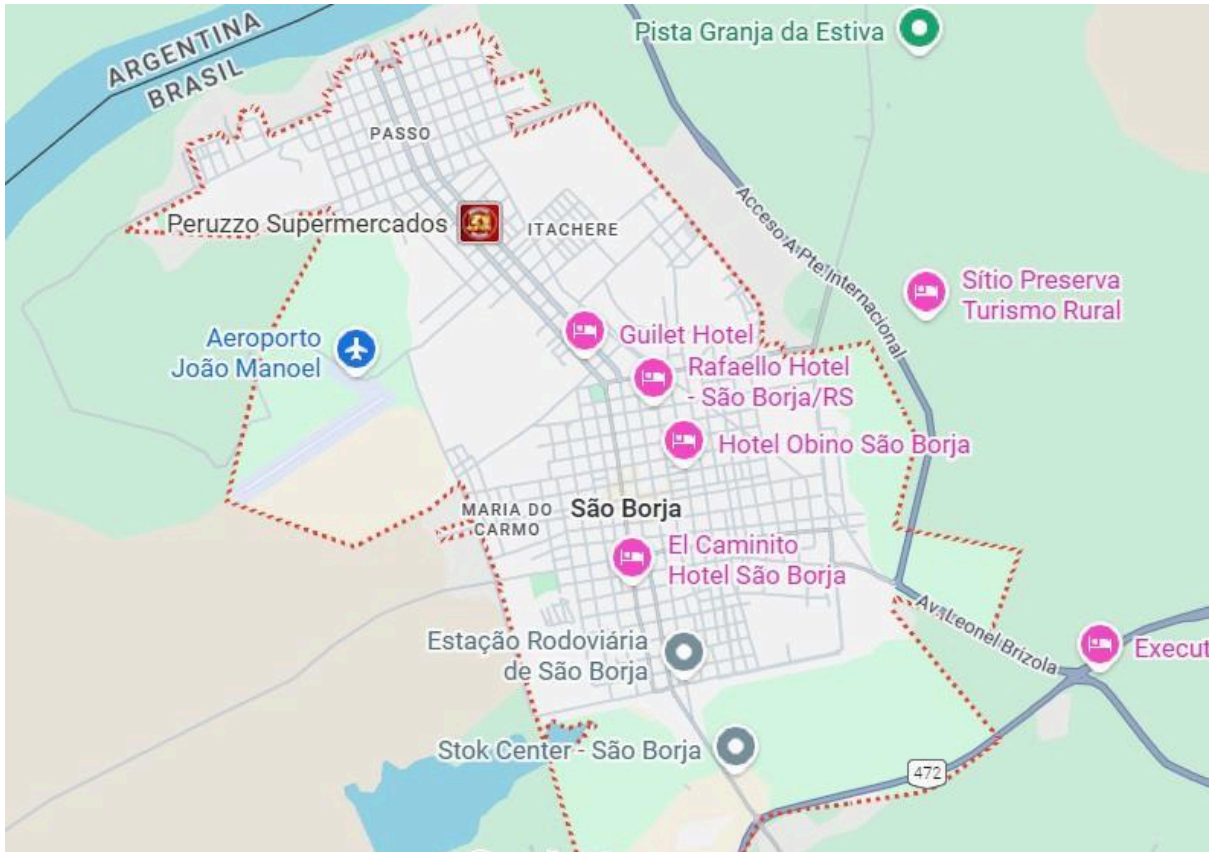 Pista Granja da Estiva
ARGENTINA
BRASIL
PASSO
Peruzzo Supermercados
ITACHERE
Acceso A Pte. Internacional
Sítio Preserva
Turismo Rural
Aeroporto
João Manoel
Guilet Hotel
Rafaello Hotel
- São Borja/RS
Hotel Obino São Borja
MARIA DO
CARMO
São Borja
El Caminito
Hotel São Borja
Av. Leonel Brizola
Estação Rodoviária
de São Borja
Execut
Stok Center - São Borja
472